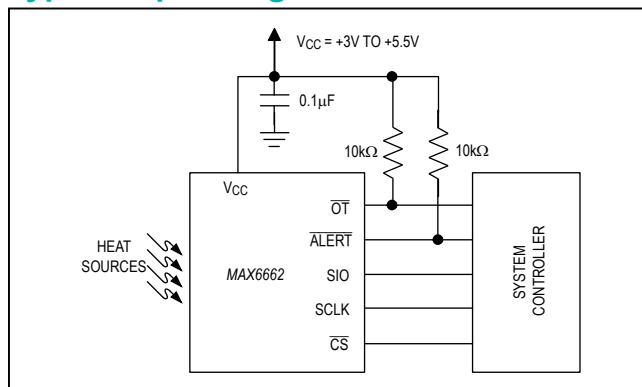 VCC = +3V TO +5.5V
0.1µF
10kΩ
10kΩ
VCC
OT
ALERT
HEAT
SOURCES
MAX6662
SIO
SCLK
CS
SYSTEM
CONTROLLER